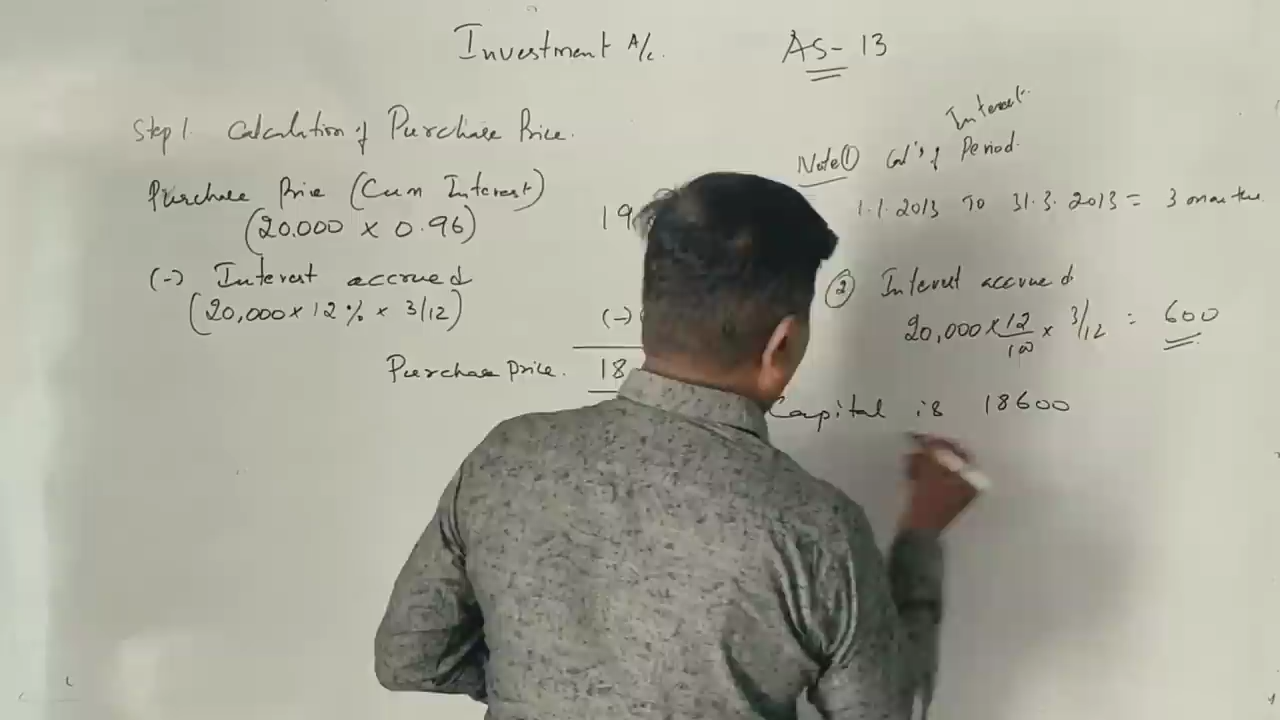 Investment A/c.
AS-13
Step 1. Calculation of Purchase Price.
Purchase Price (Cum Interest)
(20,000 x 0.96)
19
(-) Interest accrued
(20,000 x 12% x 3/12)
(-)
Purchase price. 18
Interest
Note ① Cal's of Period.
1.1.2013 To 31.3.2013 = 3 months.
② Interest accrued
20,000 x 12/100 x 3/12 = 600
Capital is 18600